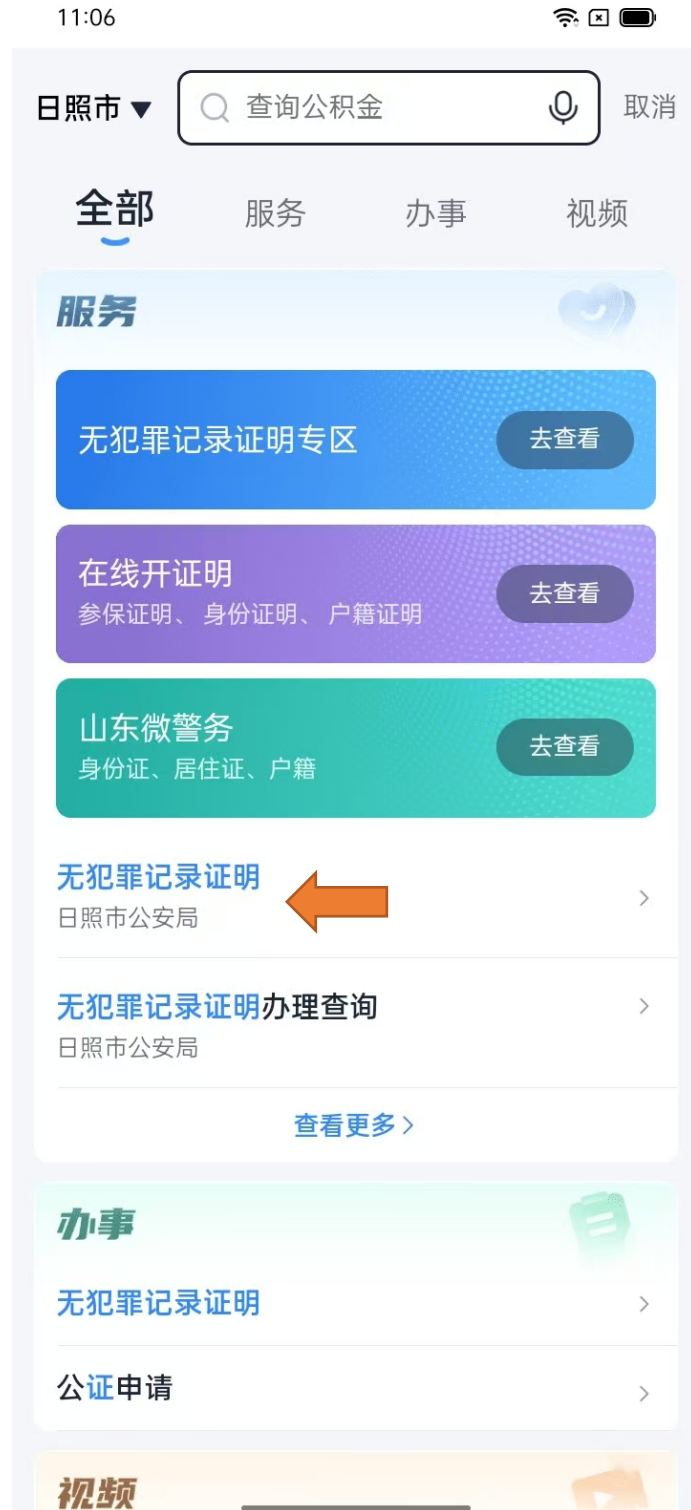 11:06
日照市 查询公积金 取消
全部 服务 办事 视频
服务
无犯罪记录证明专区 去查看
在线开证明
参保证明、身份证明、户籍证明 去查看
山东微警务
身份证、居住证、户籍 去查看
无犯罪记录证明
日照市公安局
无犯罪记录证明办理查询
日照市公安局
查看更多
办事
无犯罪记录证明
公证申请
视频